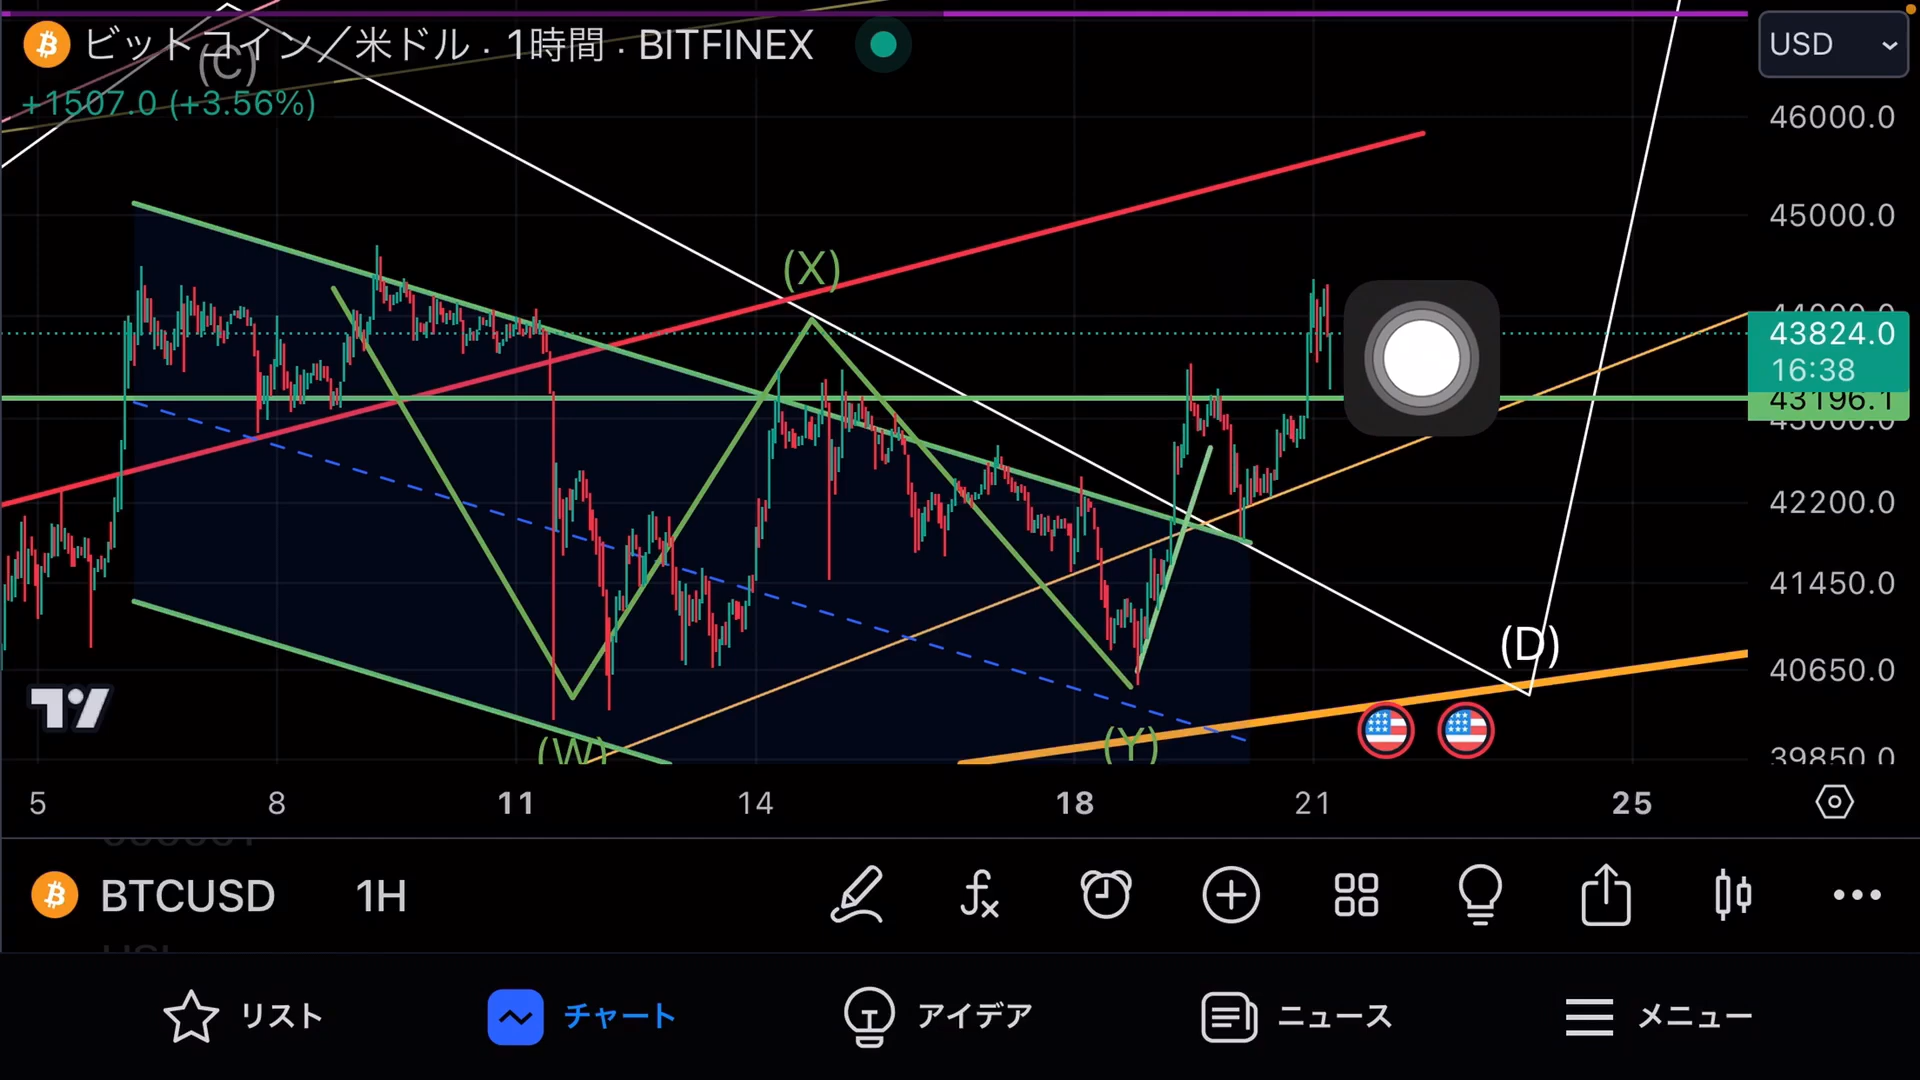 ビットコイン／米ドル · 1時間 · BITFINEX
(C)
+1507.0 (+3.56%)
USD
46000.0
45000.0
(X)
43824.0
16:38
43196.1
42200.0
41450.0
(D)
40650.0
(W)
(Y)
39850.0
5 8 11 14 18 21 25
BTCUSD 1H
リスト チャート アイデア ニュース メニュー